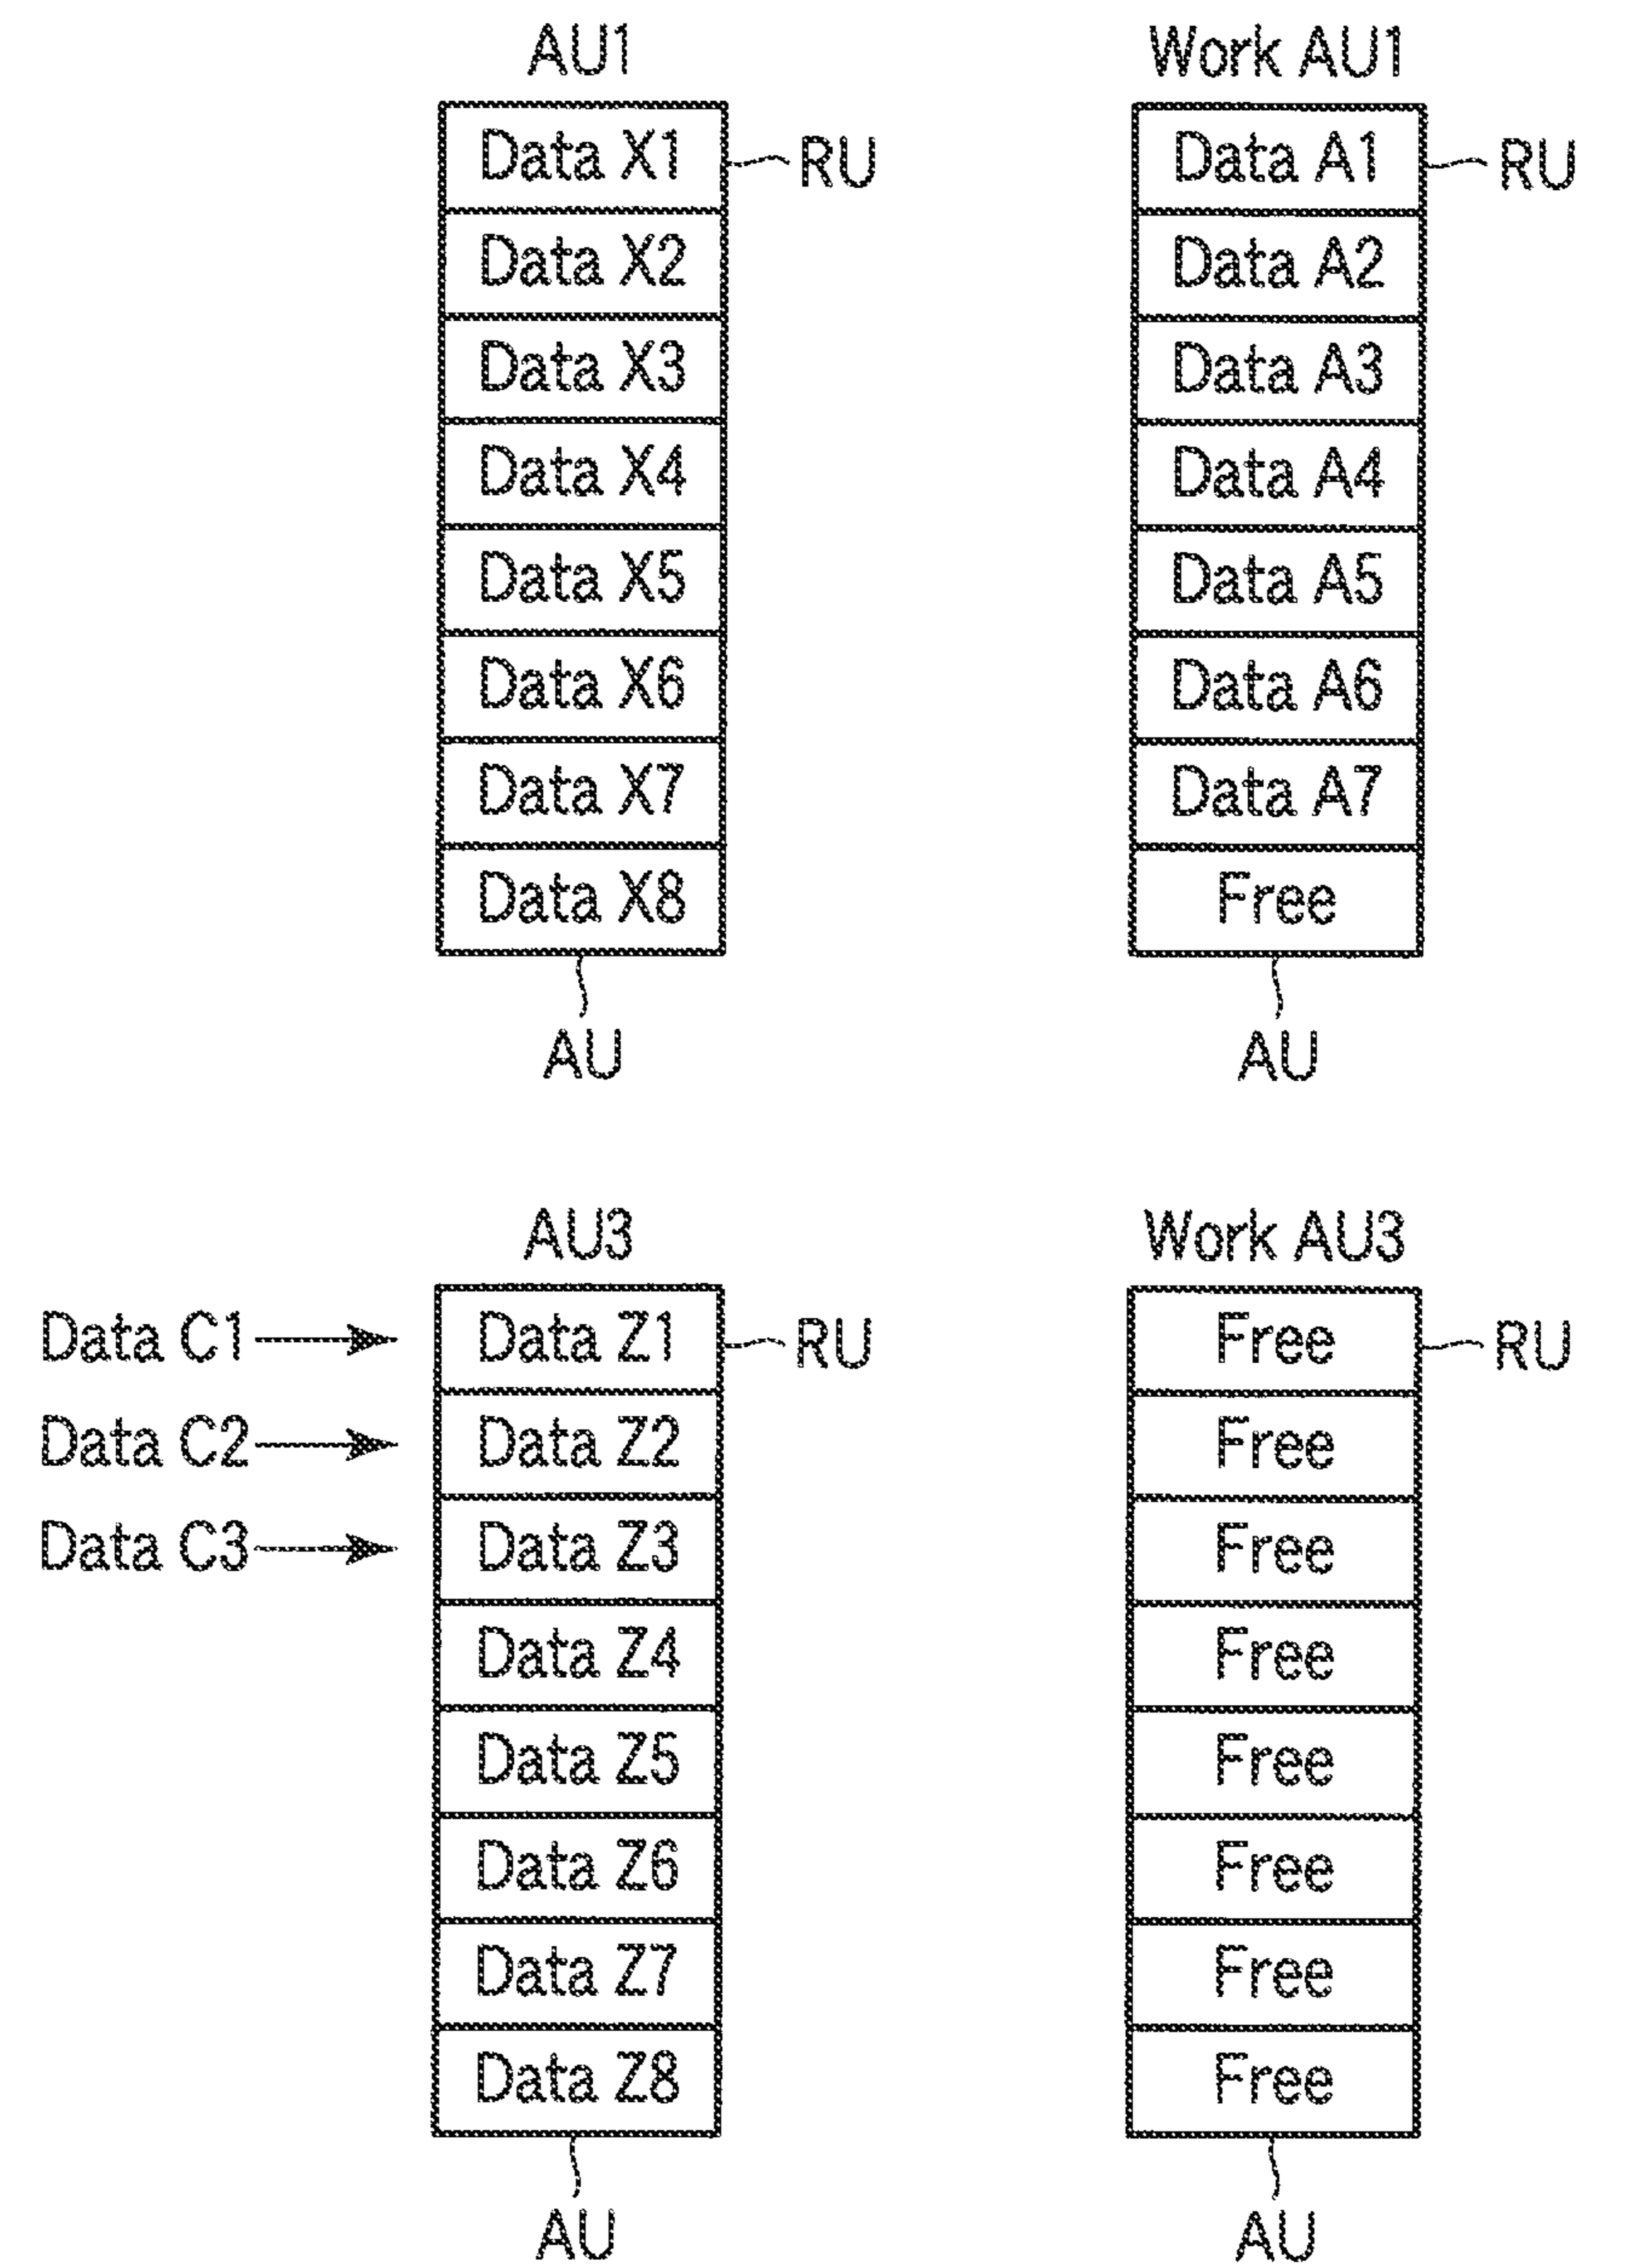 AU1
Data X1
RU
Data X2
Data X3
Data X4
Data X5
Data X6
Data X7
Data X8
AU
Work AU1
Data A1
RU
Data A2
Data A3
Data A4
Data A5
Data A6
Data A7
Free
AU
AU3
Data C1
Data Z1
RU
Data C2
Data Z2
Data C3
Data Z3
Data Z4
Data Z5
Data Z6
Data Z7
Data Z8
AU
Work AU3
Free
RU
Free
Free
Free
Free
Free
Free
Free
AU